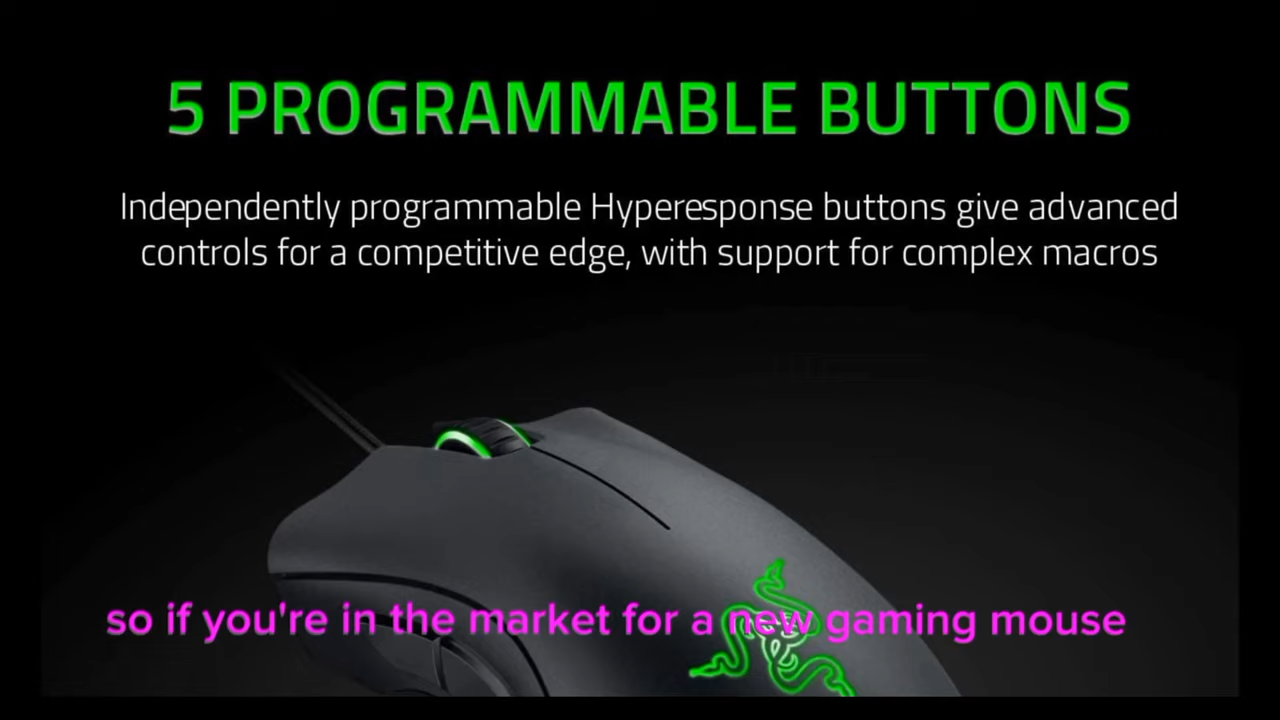 5 PROGRAMMABLE BUTTONS
Independently programmable Hyperesponse buttons give advanced
controls for a competitive edge, with support for complex macros
so if you're in the market for a new gaming mouse